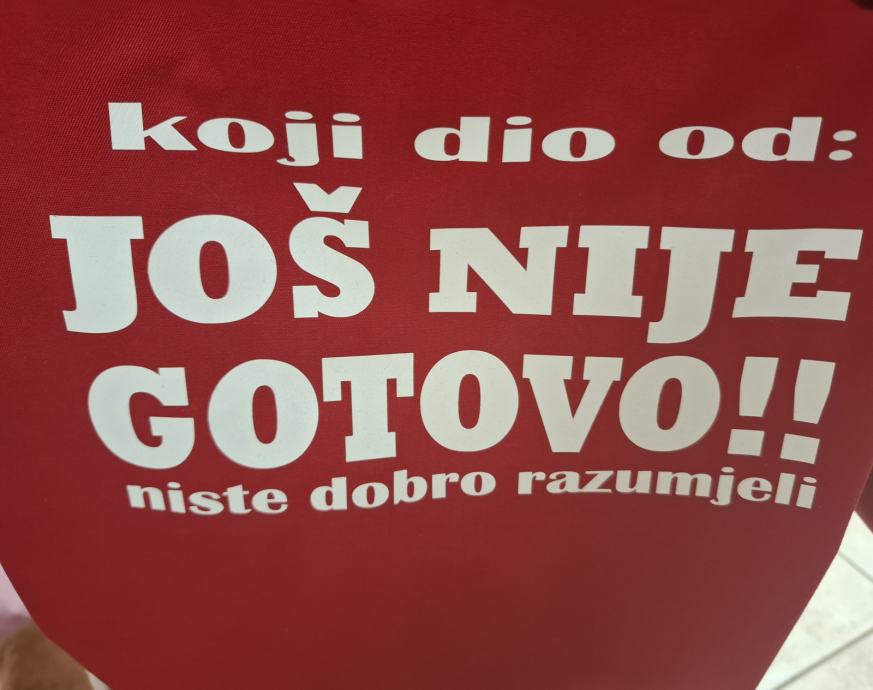 koji dio od:
JOŠ NIJE
GOTOVO!!
niste dobro razumjeli